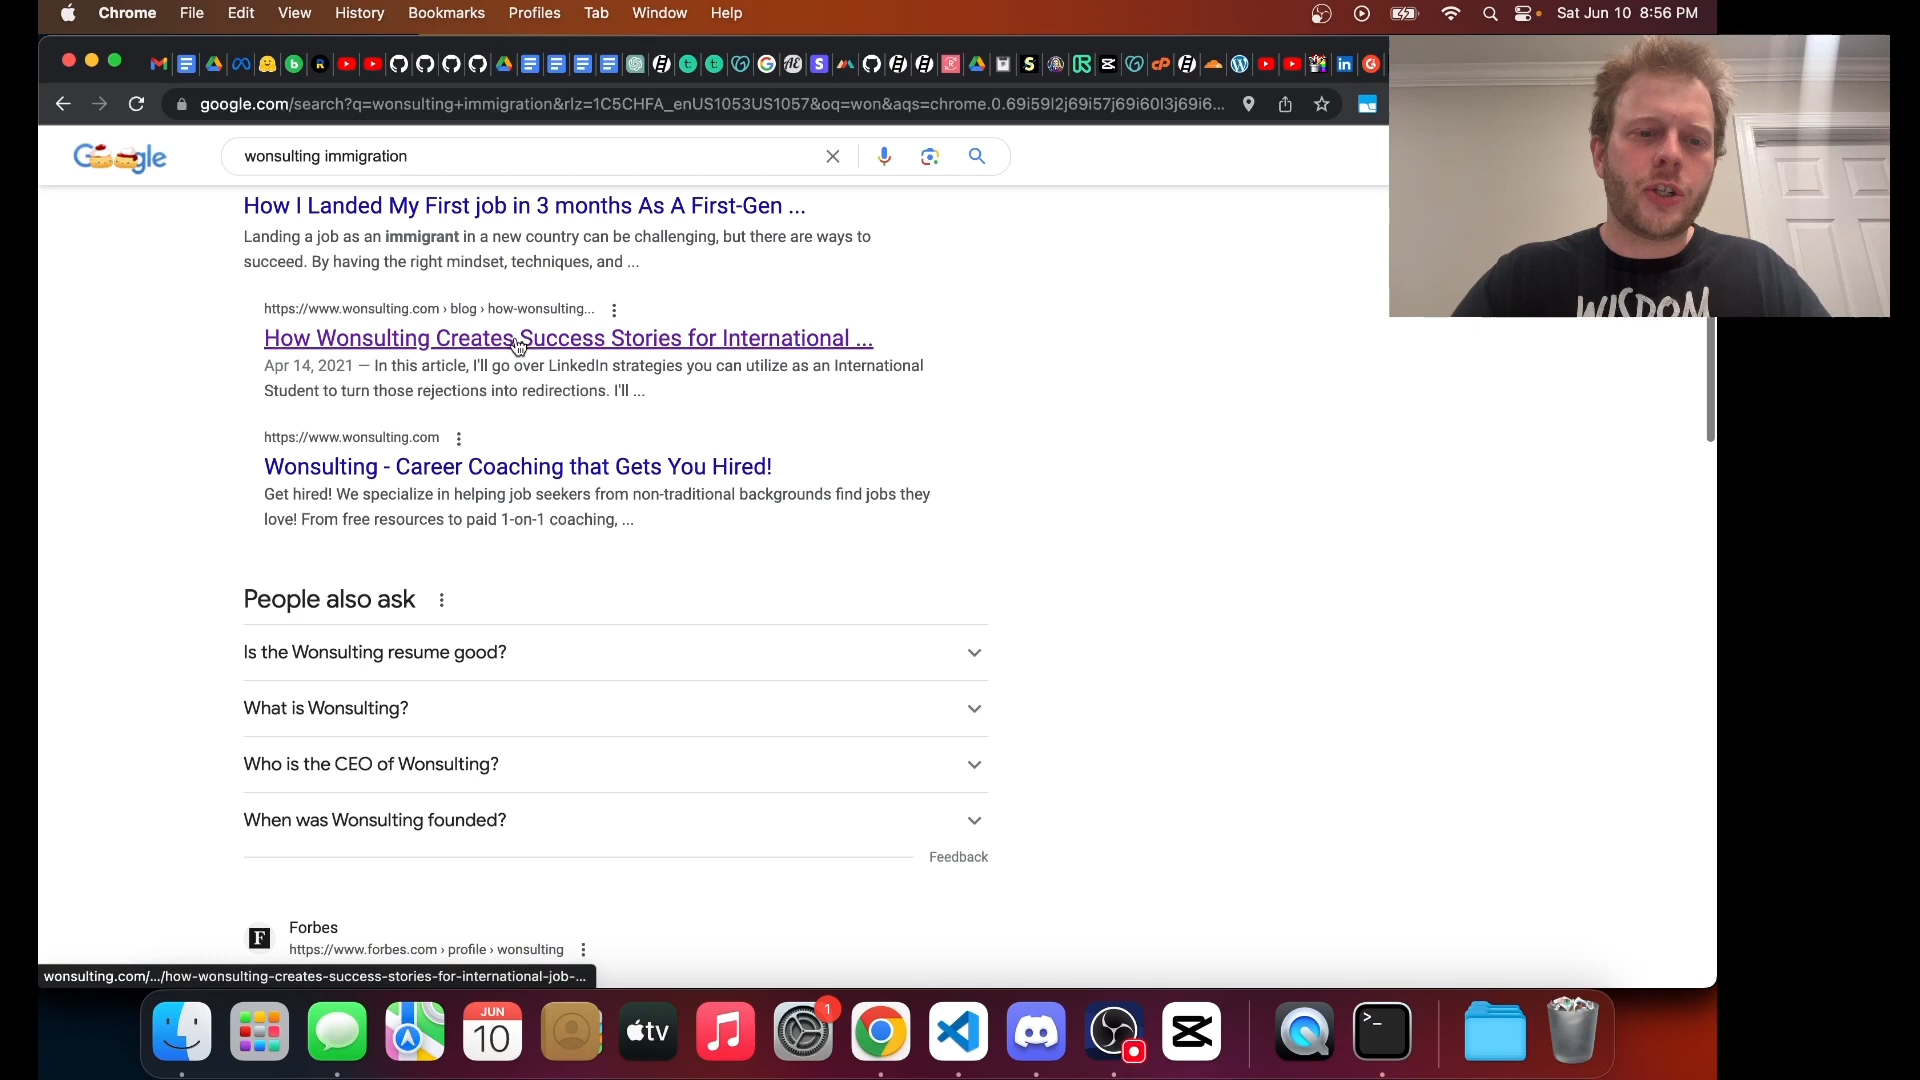 Chrome File Edit View History Bookmarks Profiles Tab Window Help Sat Jun 10 8:56 PM
google.com/search?q=wonsulting+immigration&rlz=1C5CHFA_enUS1053US1057&oq=won&aqs=chrome.0.69i59l2j69i57j69i60l3j69i6...
Google wonsulting immigration
How I Landed My First job in 3 months As A First-Gen ...
Landing a job as an immigrant in a new country can be challenging, but there are ways to
succeed. By having the right mindset, techniques, and ...
https://www.wonsulting.com › blog › how-wonsulting...
How Wonsulting Creates Success Stories for International ...
Apr 14, 2021 — In this article, I'll go over LinkedIn strategies you can utilize as an International
Student to turn those rejections into redirections. I'll ...
https://www.wonsulting.com
Wonsulting - Career Coaching that Gets You Hired!
Get hired! We specialize in helping job seekers from non-traditional backgrounds find jobs they
love! From free resources to paid 1-on-1 coaching, ...
People also ask
Is the Wonsulting resume good?
What is Wonsulting?
Who is the CEO of Wonsulting?
When was Wonsulting founded?
Feedback
Forbes
https://www.forbes.com › profile › wonsulting
wonsulting.com/.../how-wonsulting-creates-success-stories-for-international-job-...
WISDOM
JUN
10
tv
1